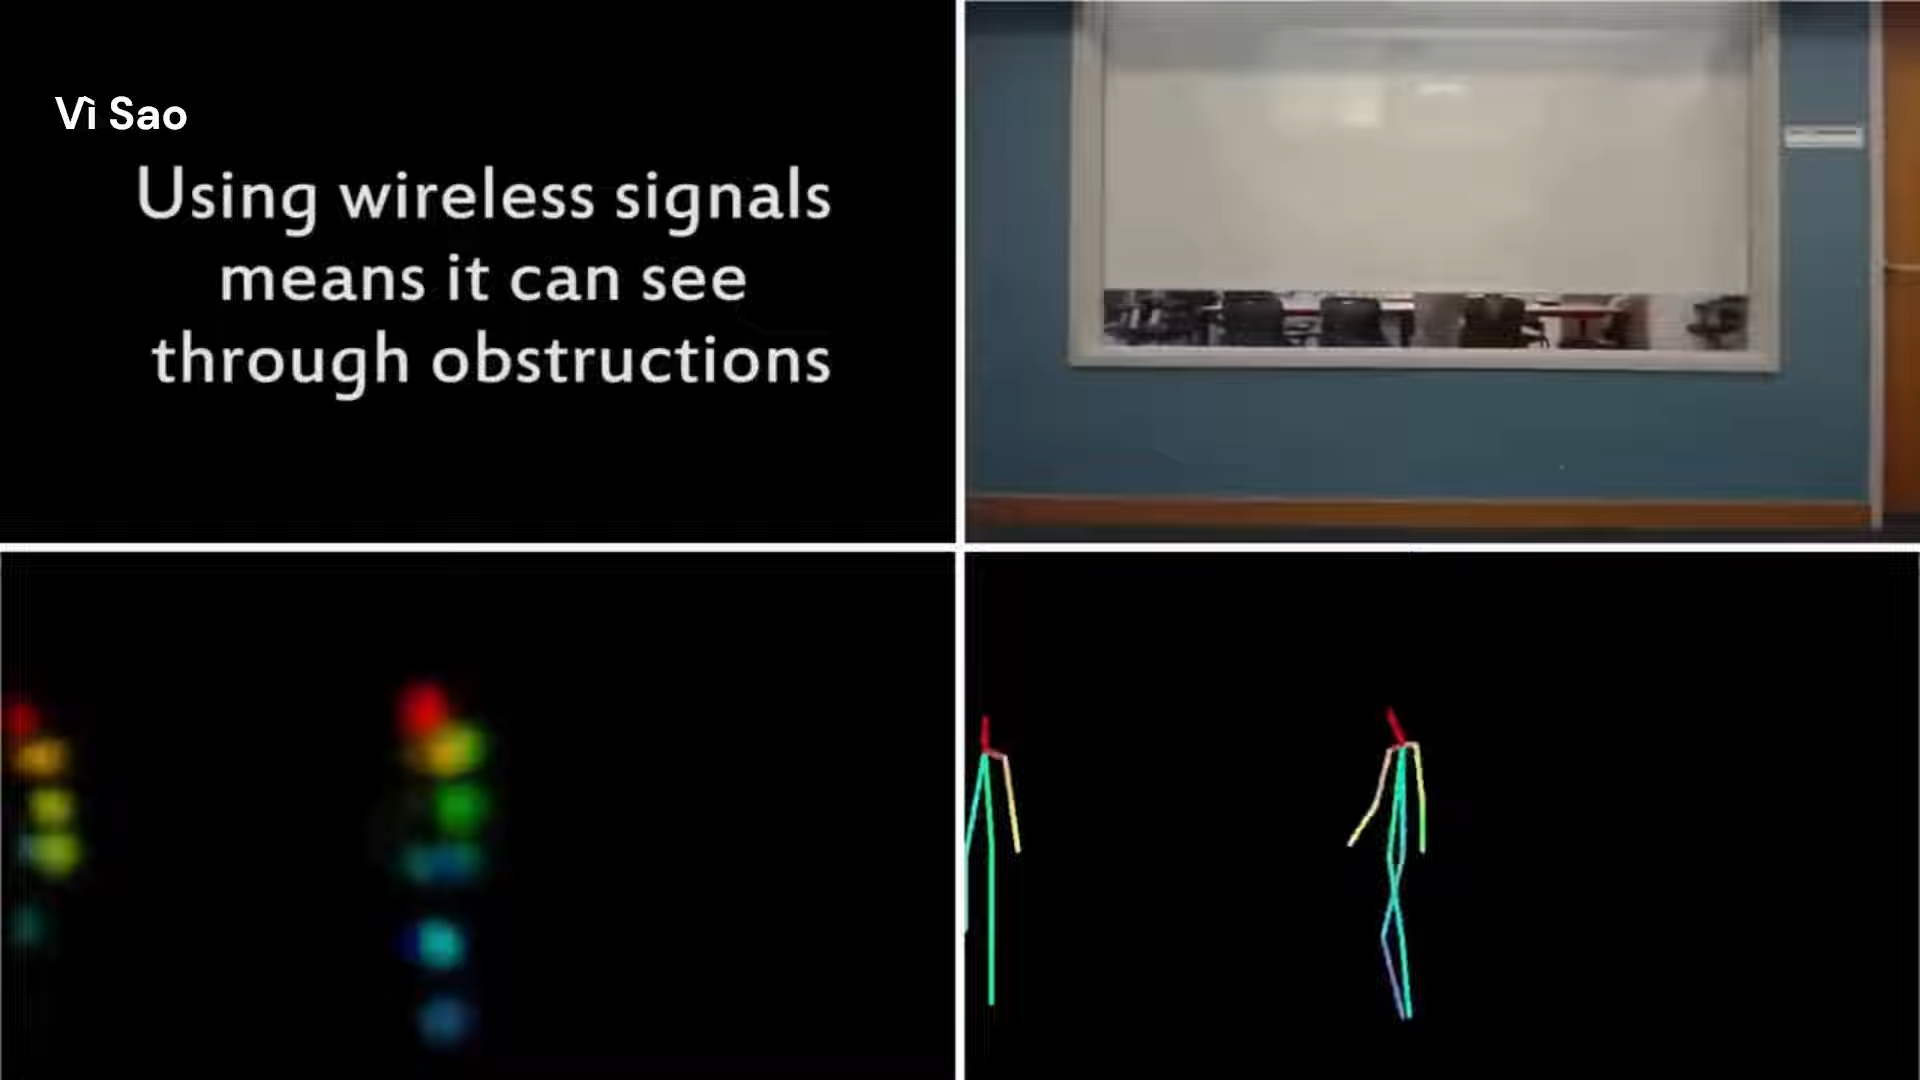 Vì Sao
Using wireless signals
means it can see
through obstructions